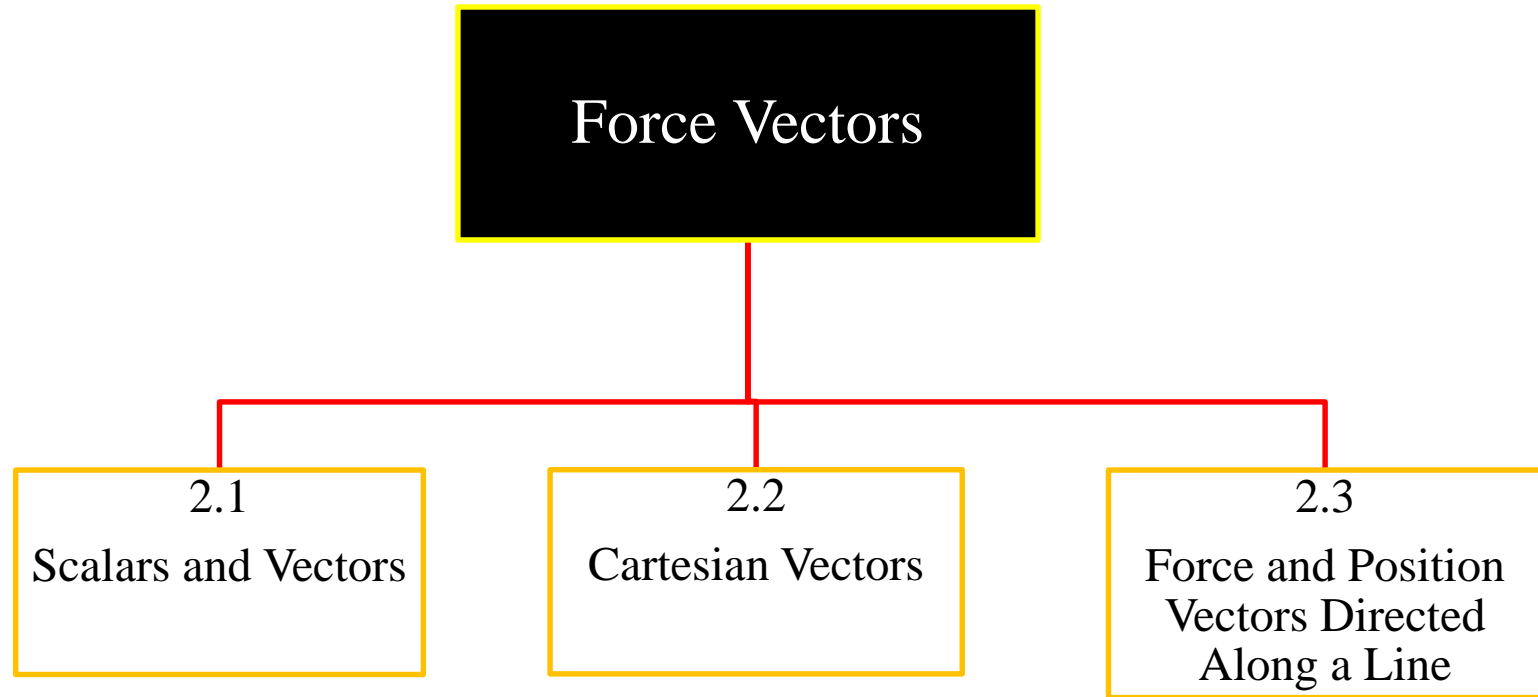 Force Vectors
2.1
Scalars and Vectors
2.2
Cartesian Vectors
2.3
Force and Position
Vectors Directed
Along a Line